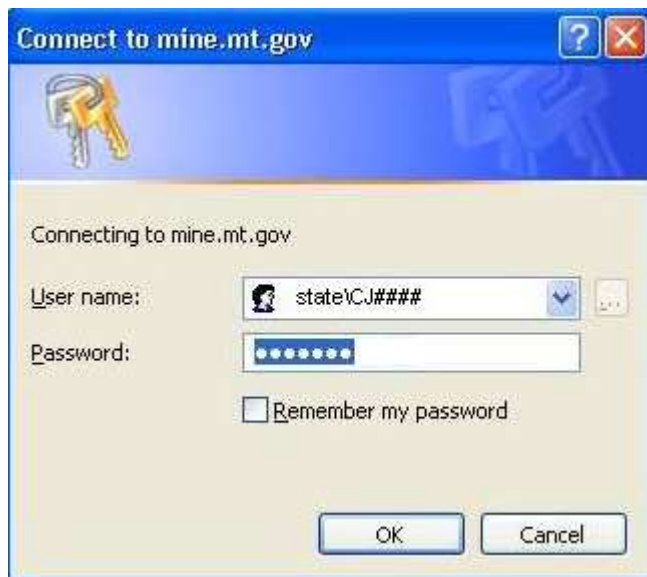 Connect to mine.mt.gov
Connecting to mine.mt.gov
User name: state\CJ####
Password: •••••••
Remember my password
OK Cancel